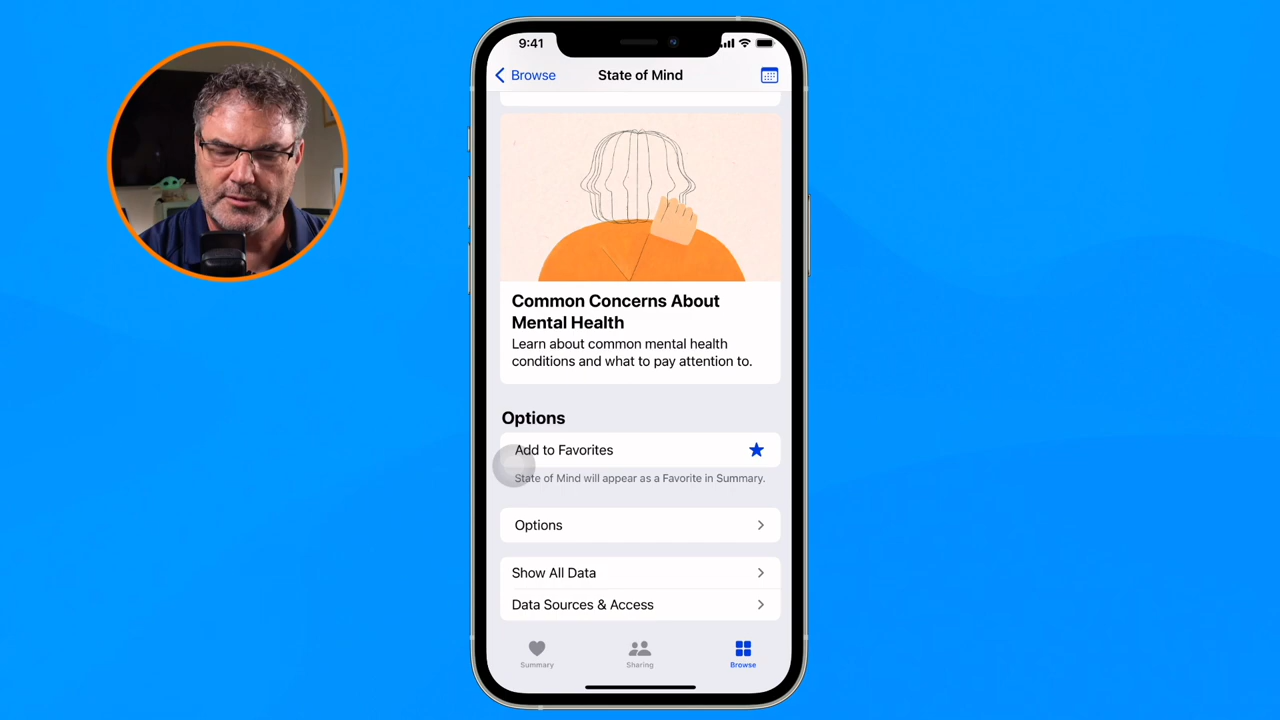 9:41
Browse
State of Mind
Common Concerns About
Mental Health
Learn about common mental health
conditions and what to pay attention to.
Options
Add to Favorites
State of Mind will appear as a Favorite in Summary.
Options
Show All Data
Data Sources & Access
Summary
Sharing
Browse